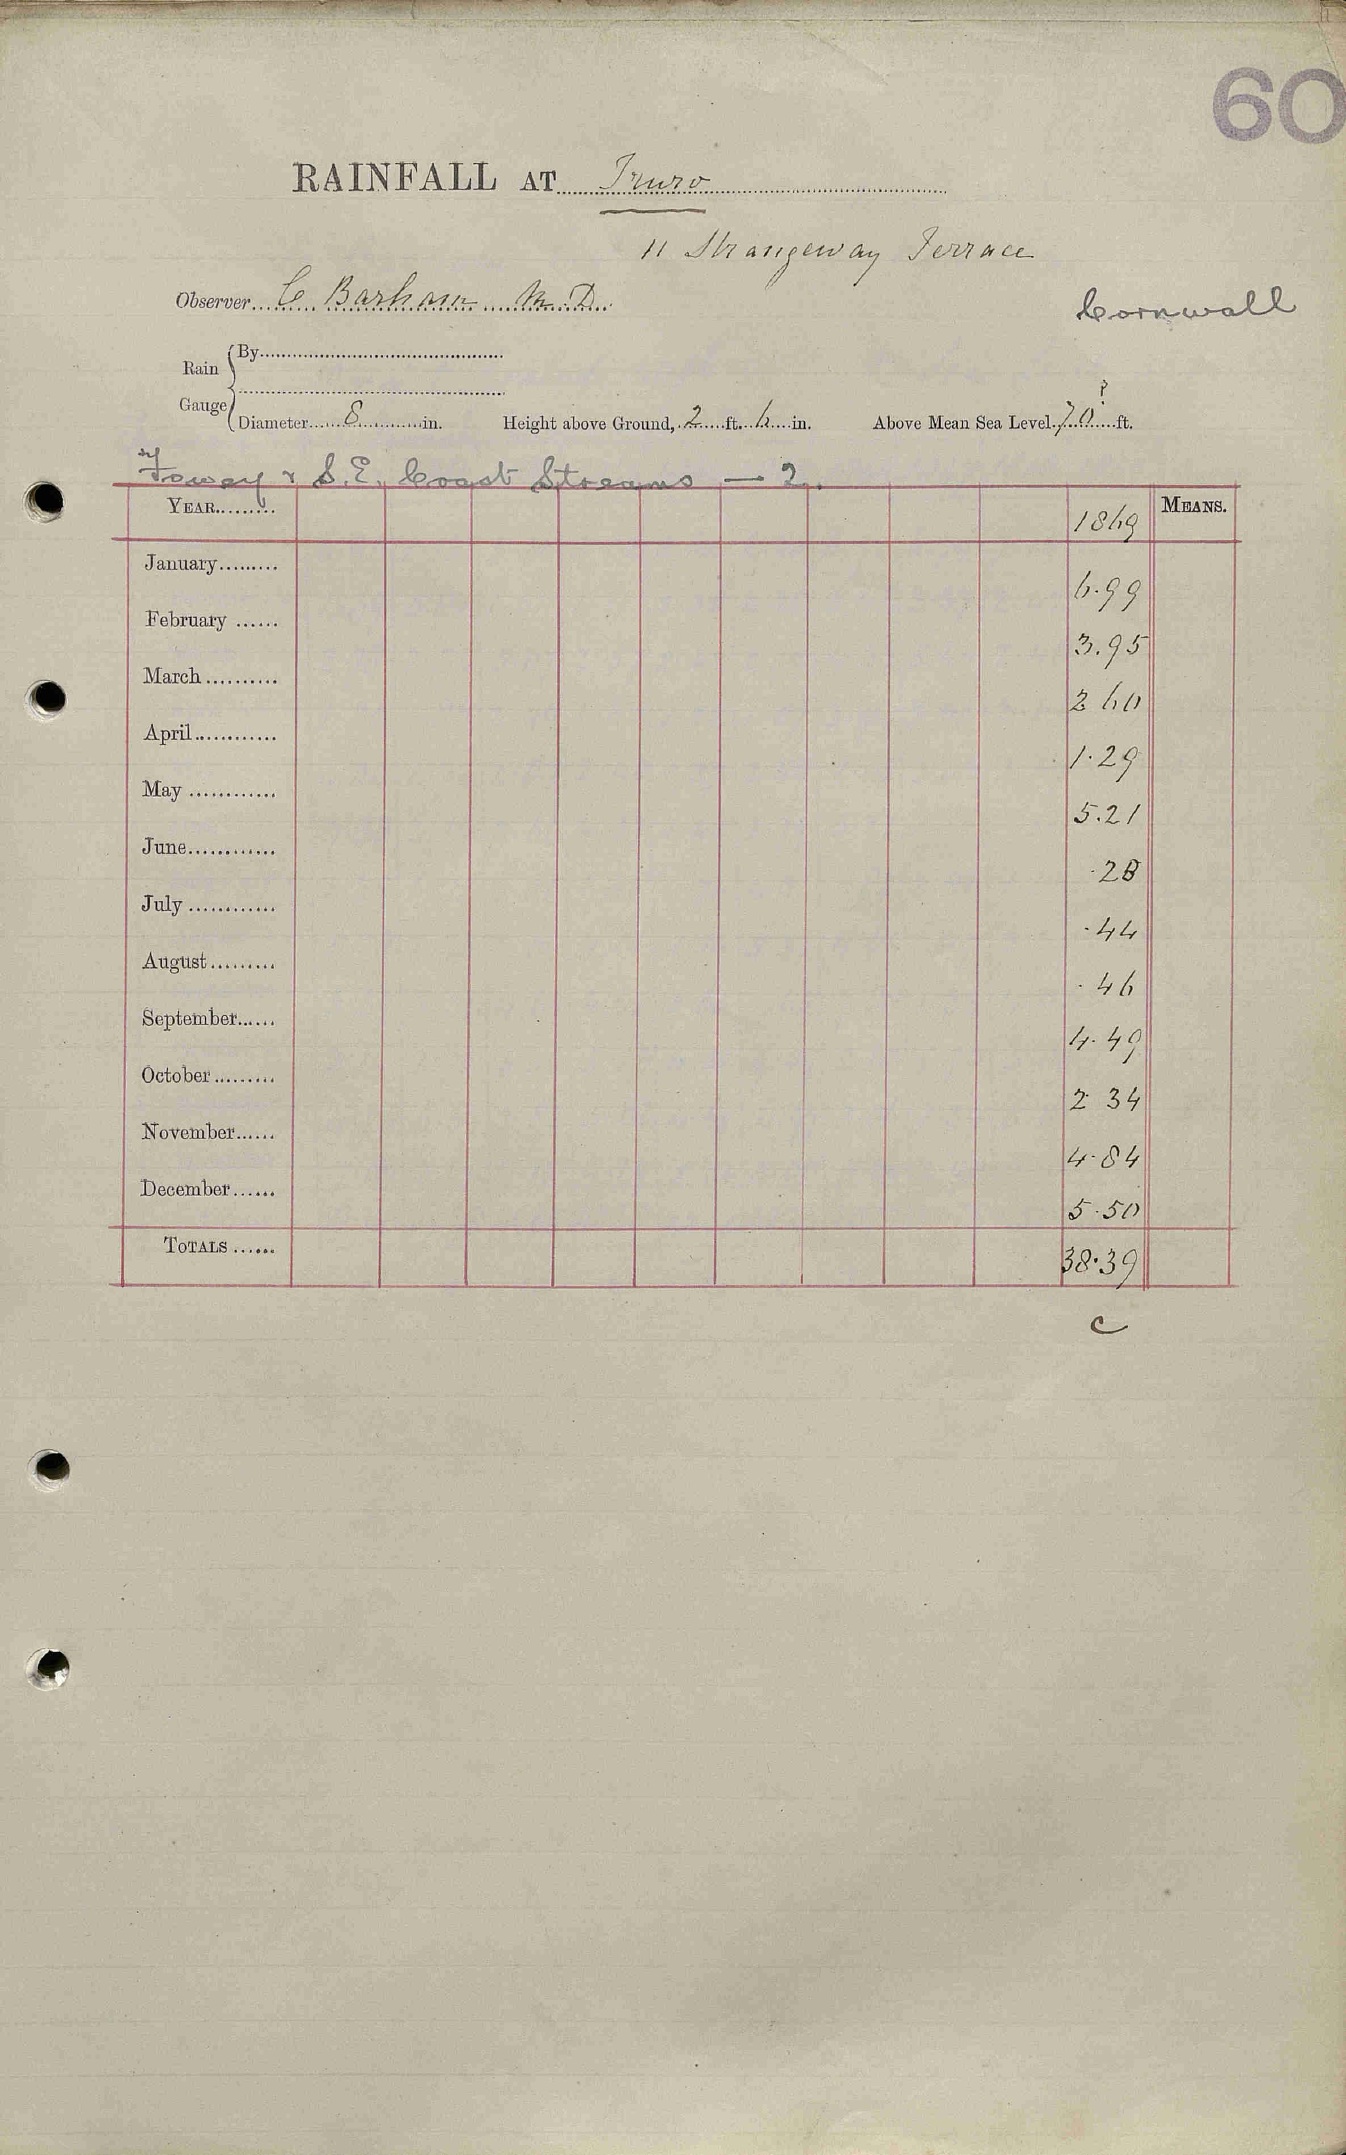 60
RAINFALL AT Truro
11 Strangeway Terrace
Observer C Barham M.D.
Cornwall
Rain Gauge
By
Diameter 8 in. Height above Ground, 2 ft. 6 in. Above Mean Sea Level 70 ? ft.
Fowey & S.E. Coast Streams — 2.
YEAR 1869 MEANS.
January 6.99
February 3.95
March 2 60
April 1.29
May 5.21
June .28
July .44
August .46
September 4.49
October 2 34
November 4.84
December 5.50
TOTALS 38.39
c